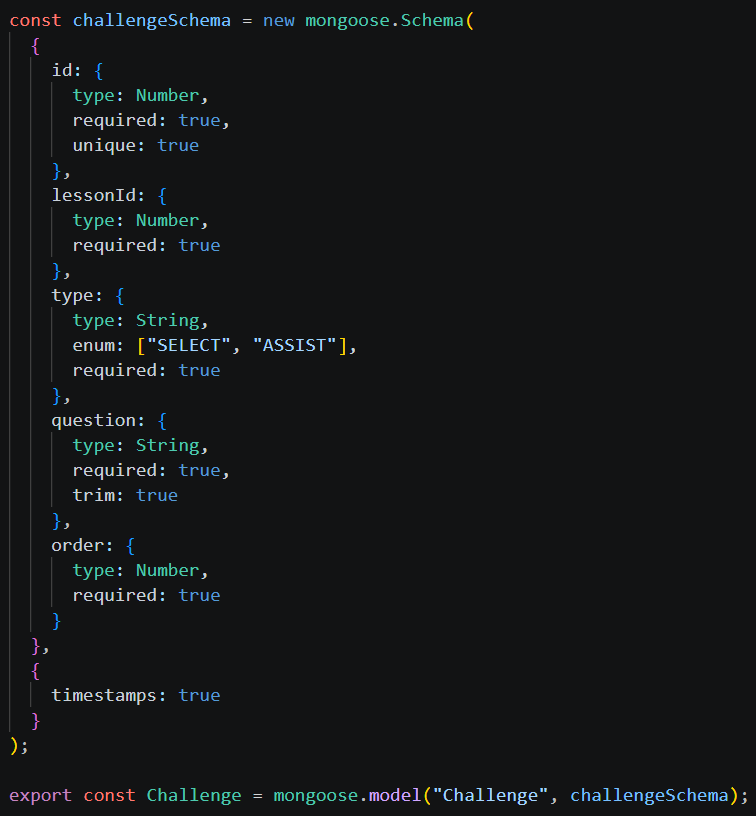 const challengeSchema = new mongoose.Schema(
  {
    id: {
      type: Number,
      required: true,
      unique: true
    },
    lessonId: {
      type: Number,
      required: true
    },
    type: {
      type: String,
      enum: ["SELECT", "ASSIST"],
      required: true
    },
    question: {
      type: String,
      required: true,
      trim: true
    },
    order: {
      type: Number,
      required: true
    }
  },
  {
    timestamps: true
  }
);

export const Challenge = mongoose.model("Challenge", challengeSchema);